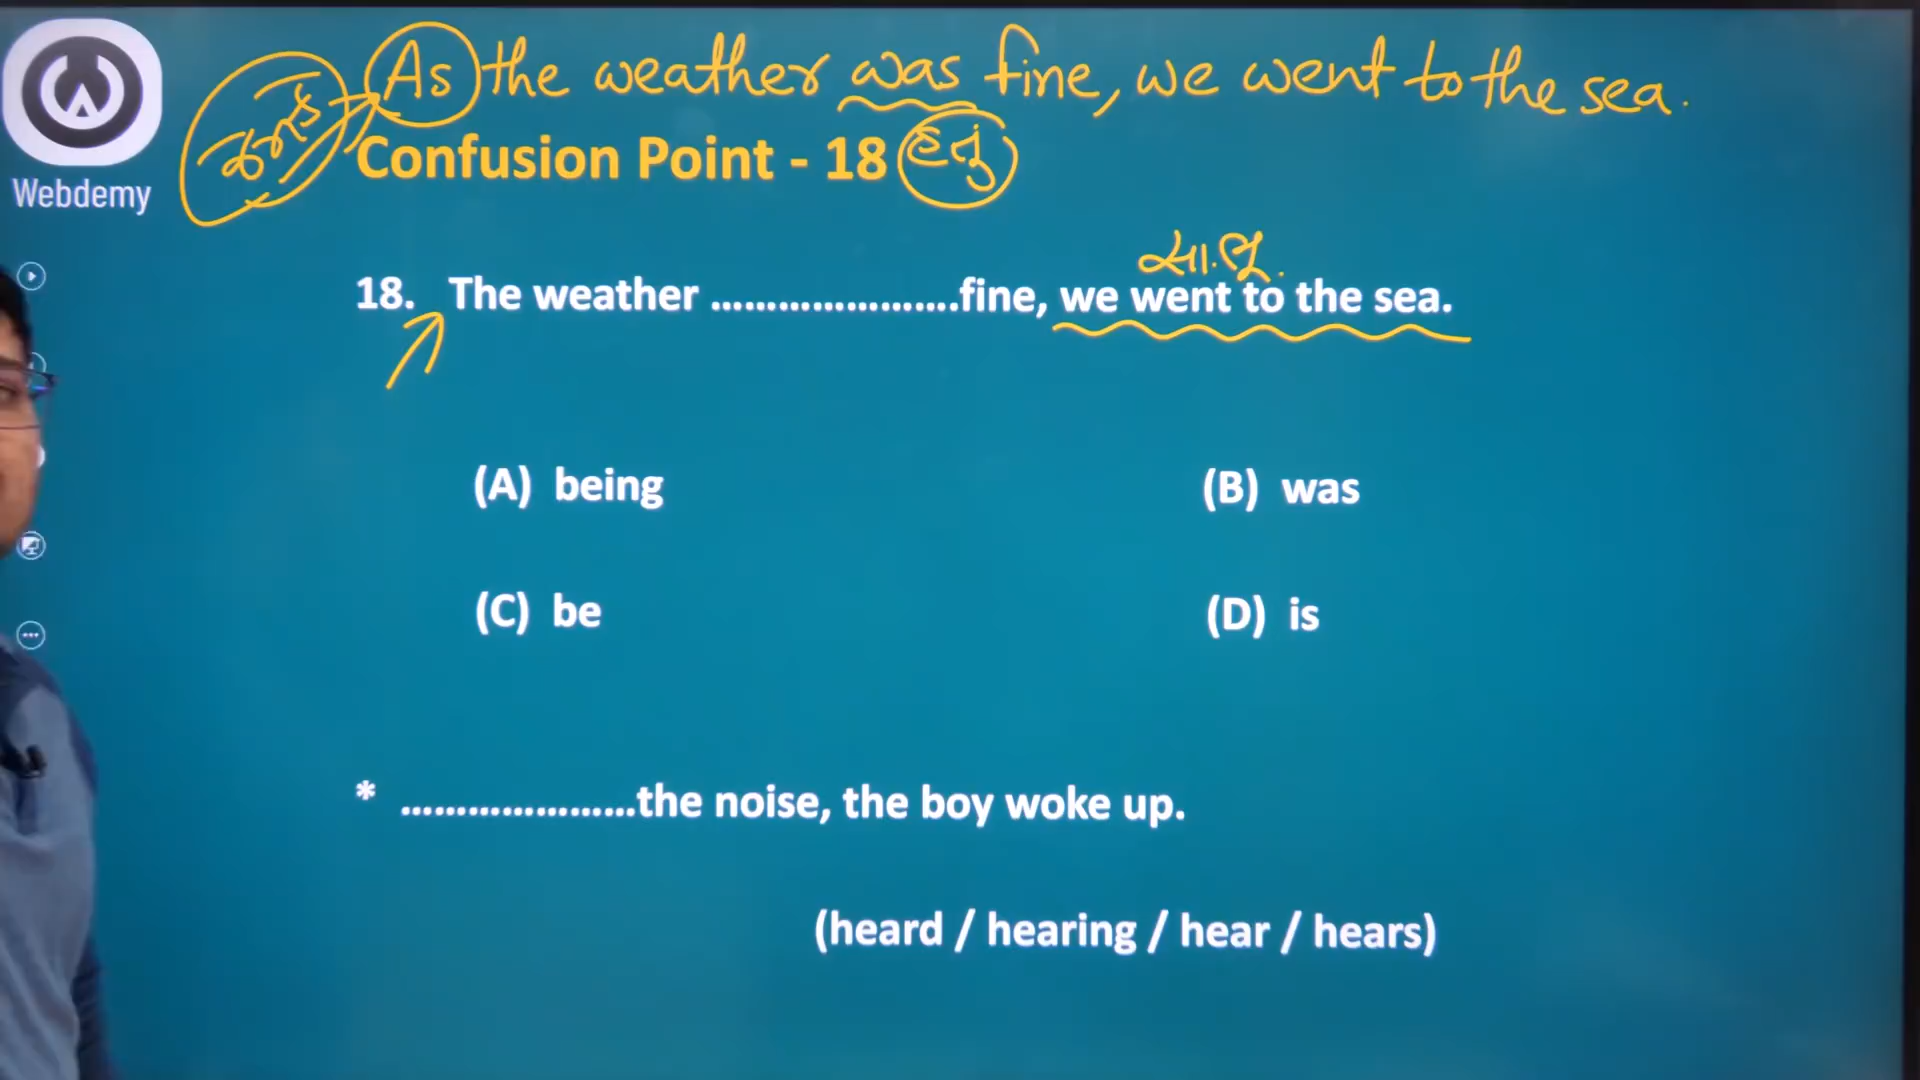 As the weather was fine, we went to the sea.
Confusion Point - 18
હતું
Webdemy
સા.ભૂ.
18. The weather ......................fine, we went to the sea.
(A) being
(B) was
(C) be
(D) is
* .....................the noise, the boy woke up.
(heard / hearing / hear / hears)